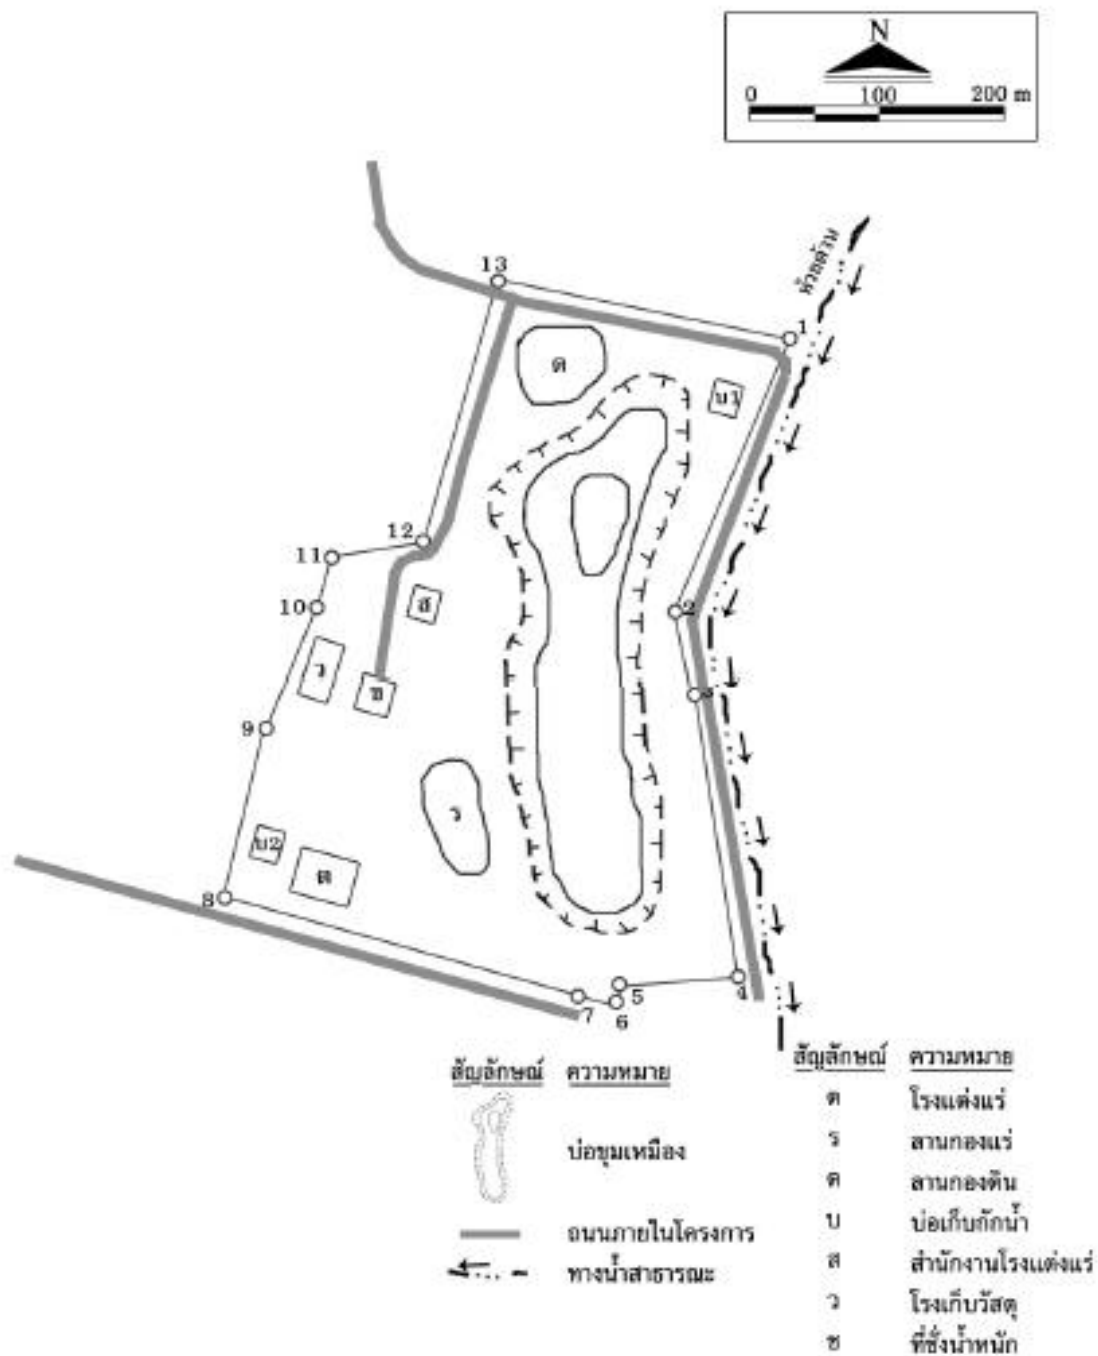 N
0 100 200 m
ห้วยด้วน
13
1
ด
บ1
12
11
2
10
ส
ว
ช
3
9
ว
บ2
ต
8
4
5
7
6
สัญลักษณ์ ความหมาย
บ่อขุมเหมือง
ถนนภายในโครงการ
ทางน้ำสาธารณะ
สัญลักษณ์ ความหมาย
ต โรงแต่งแร่
ร ลานกองแร่
ด ลานกองดิน
บ บ่อเก็บกักน้ำ
ส สำนักงานโรงแต่งแร่
ว โรงเก็บวัสดุ
ช ที่ชั่งน้ำหนัก